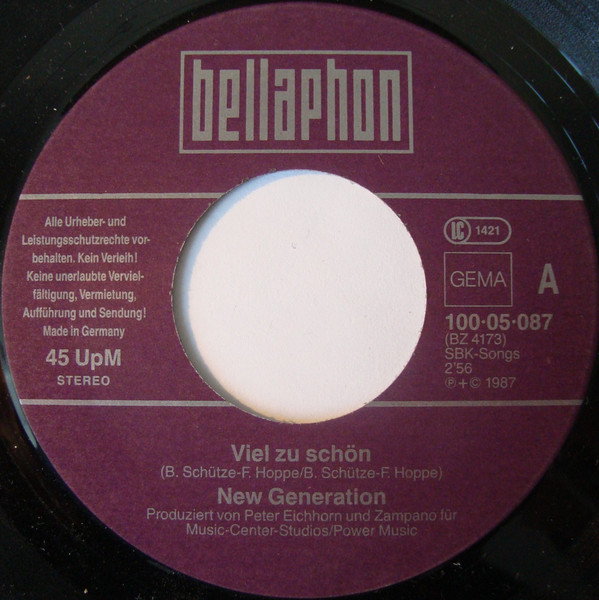 bellaphon
Alle Urheber- und
Leistungsschutzrechte vor-
behalten. Kein Verleih!
Keine unerlaubte Verviel-
fältigung, Vermietung,
Aufführung und Sendung!
Made in Germany
45 UpM
STEREO
LC 1421
GEMA A
100·05·087
(BZ 4173)
SBK-Songs
2'56
℗+© 1987
Viel zu schön
(B. Schütze-F. Hoppe/B. Schütze-F. Hoppe)
New Generation
Produziert von Peter Eichhorn und Zampano für
Music-Center-Studios/Power Music